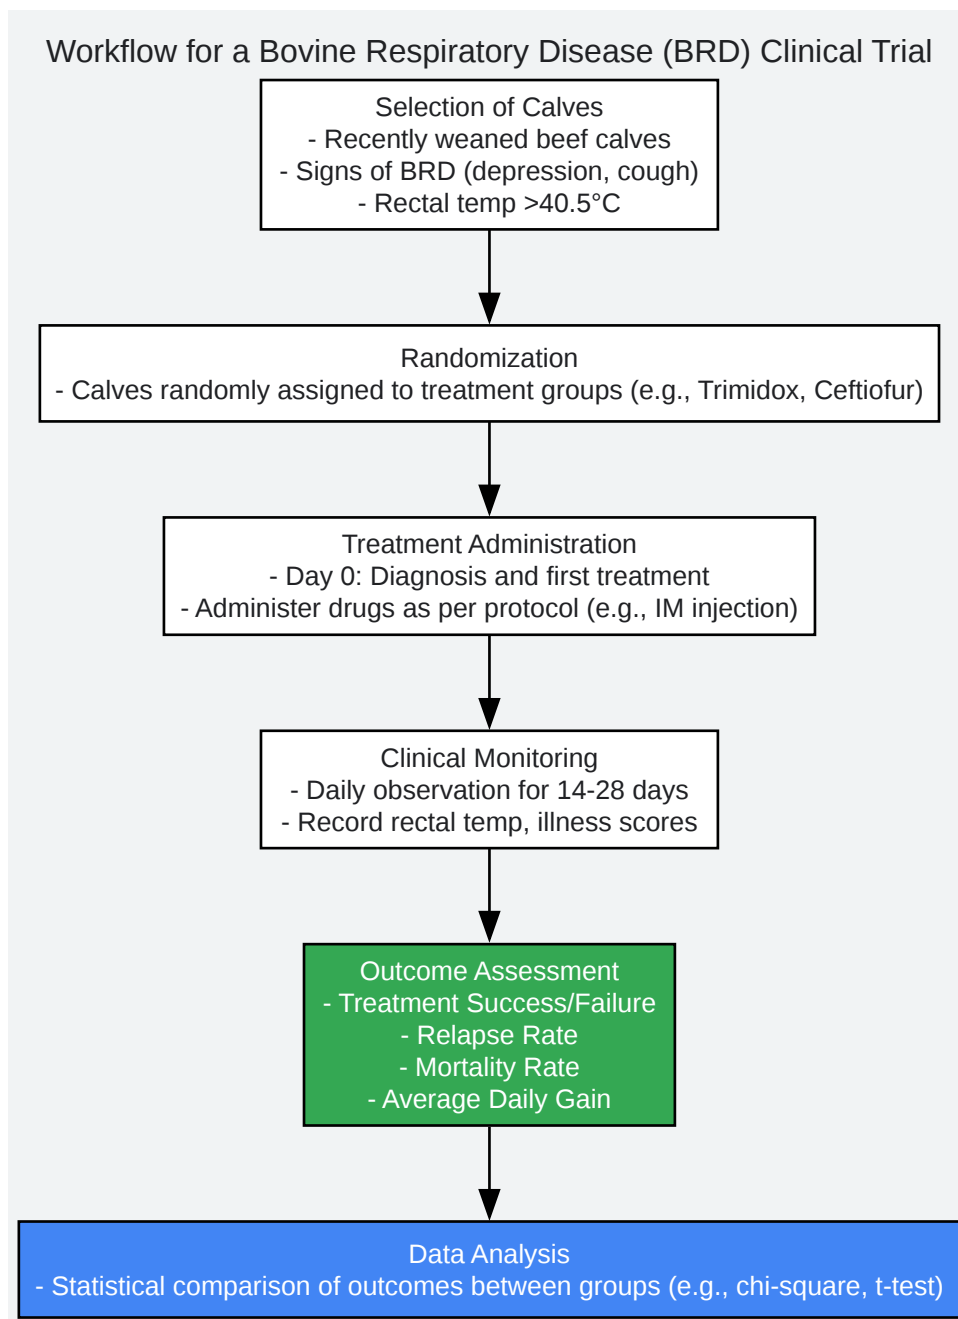 Workflow for a Bovine Respiratory Disease (BRD) Clinical Trial
Selection of Calves
- Recently weaned beef calves
- Signs of BRD (depression, cough)
- Rectal temp >40.5°C
Randomization
- Calves randomly assigned to treatment groups (e.g., Trimidox, Ceftiofur)
Treatment Administration
- Day 0: Diagnosis and first treatment
- Administer drugs as per protocol (e.g., IM injection)
Clinical Monitoring
- Daily observation for 14-28 days
- Record rectal temp, illness scores
Outcome Assessment
- Treatment Success/Failure
- Relapse Rate
- Mortality Rate
- Average Daily Gain
Data Analysis
- Statistical comparison of outcomes between groups (e.g., chi-square, t-test)